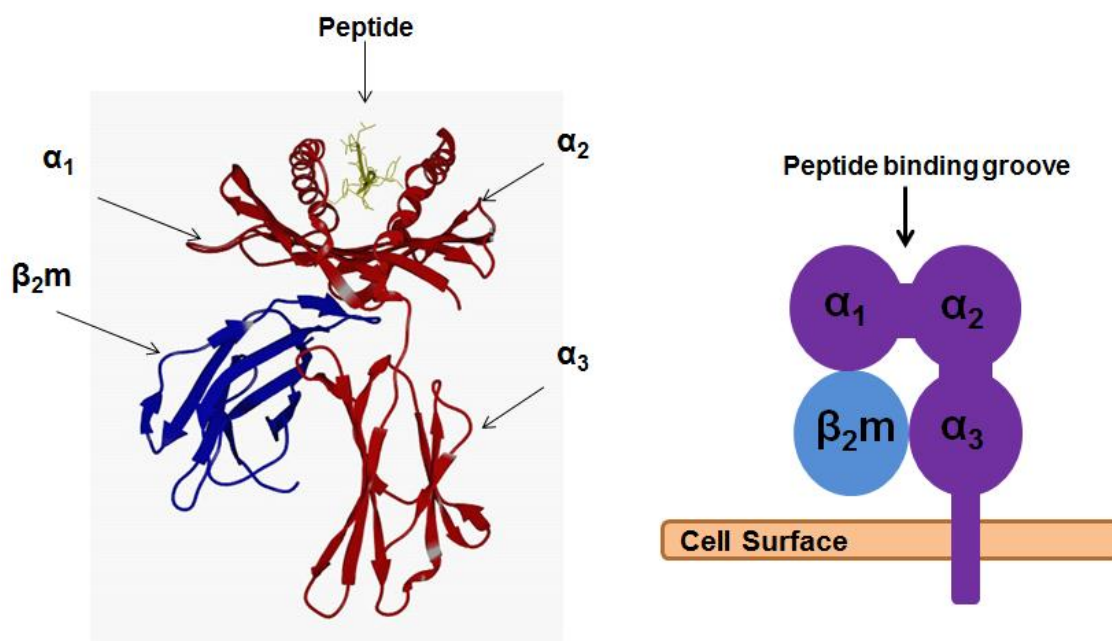 Peptide
α₁
α₂
β₂m
α₃
Peptide binding groove
α₁
α₂
β₂m
α₃
Cell Surface